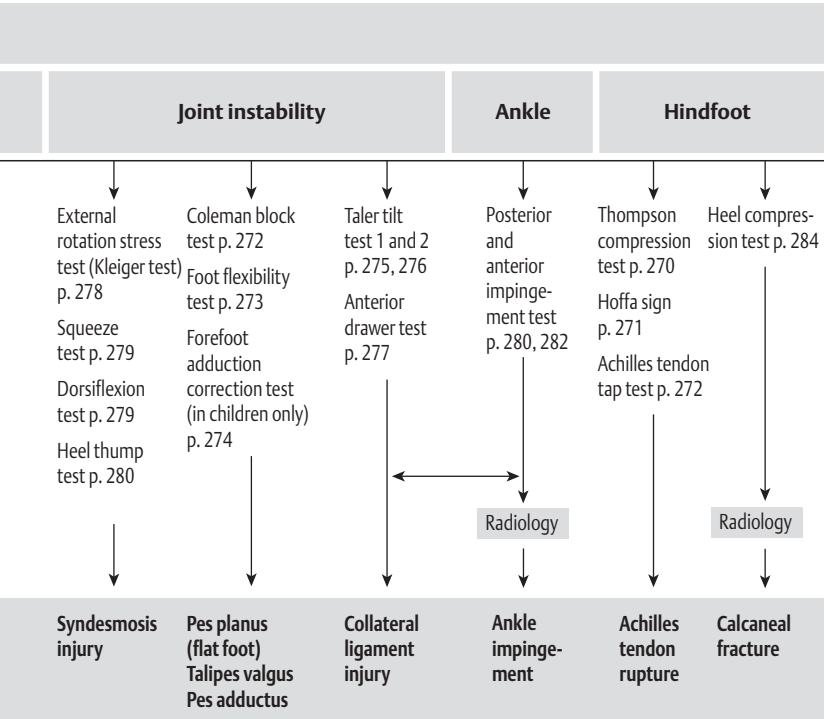 Joint instability
Ankle
Hindfoot
External
rotation stress
test (Kleiger test)
p. 278
Squeeze
test p. 279
Dorsiflexion
test p. 279
Heel thump
test p. 280
Coleman block
test p. 272
Foot flexibility
test p. 273
Forefoot
adduction
correction test
(in children only)
p. 274
Taler tilt
test 1 and 2
p. 275, 276
Anterior
drawer test
p. 277
Posterior
and
anterior
impinge-
ment test
p. 280, 282
Thompson
compression
test p. 270
Hoffa sign
p. 271
Achilles tendon
tap test p. 272
Heel compres-
sion test p. 284
Radiology
Radiology
Syndesmosis
injury
Pes planus
(flat foot)
Talipes valgus
Pes adductus
Collateral
ligament
injury
Ankle
impinge-
ment
Achilles
tendon
rupture
Calcaneal
fracture